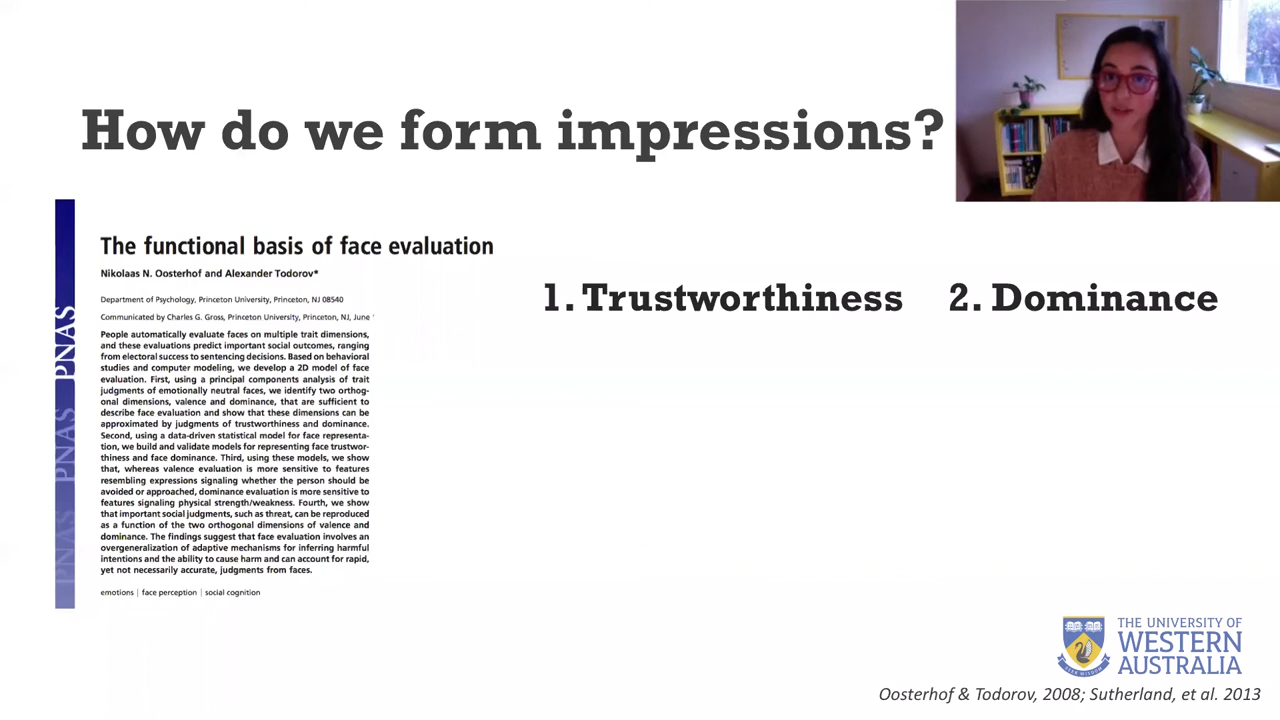 How do we form impressions?
The functional basis of face evaluation
Nikolaas N. Oosterhof and Alexander Todorov*
Department of Psychology, Princeton University, Princeton, NJ 08540
Communicated by Charles G. Gross, Princeton University, Princeton, NJ, June
People automatically evaluate faces on multiple trait dimensions,
and these evaluations predict important social outcomes, ranging
from electoral success to sentencing decisions. Based on behavioral
studies and computer modeling, we develop a 2D model of face
evaluation. First, using a principal components analysis of trait
judgments of emotionally neutral faces, we identify two orthog-
onal dimensions, valence and dominance, that are sufficient to
describe face evaluation and show that these dimensions can be
approximated by judgments of trustworthiness and dominance.
Second, using a data-driven statistical model for face representa-
tion, we build and validate models for representing face trustwor-
thiness and face dominance. Third, using these models, we show
that, whereas valence evaluation is more sensitive to features
resembling expressions signaling whether the person should be
avoided or approached, dominance evaluation is more sensitive to
features signaling physical strength/weakness. Fourth, we show
that important social judgments, such as threat, can be reproduced
as a function of the two orthogonal dimensions of valence and
dominance. The findings suggest that face evaluation involves an
overgeneralization of adaptive mechanisms for inferring harmful
intentions and the ability to cause harm and can account for rapid,
yet not necessarily accurate, judgments from faces.
emotions | face perception | social cognition
PNAS
PNAS
PNAS
1. Trustworthiness
2. Dominance
THE UNIVERSITY OF
WESTERN
AUSTRALIA
Oosterhof & Todorov, 2008; Sutherland, et al. 2013